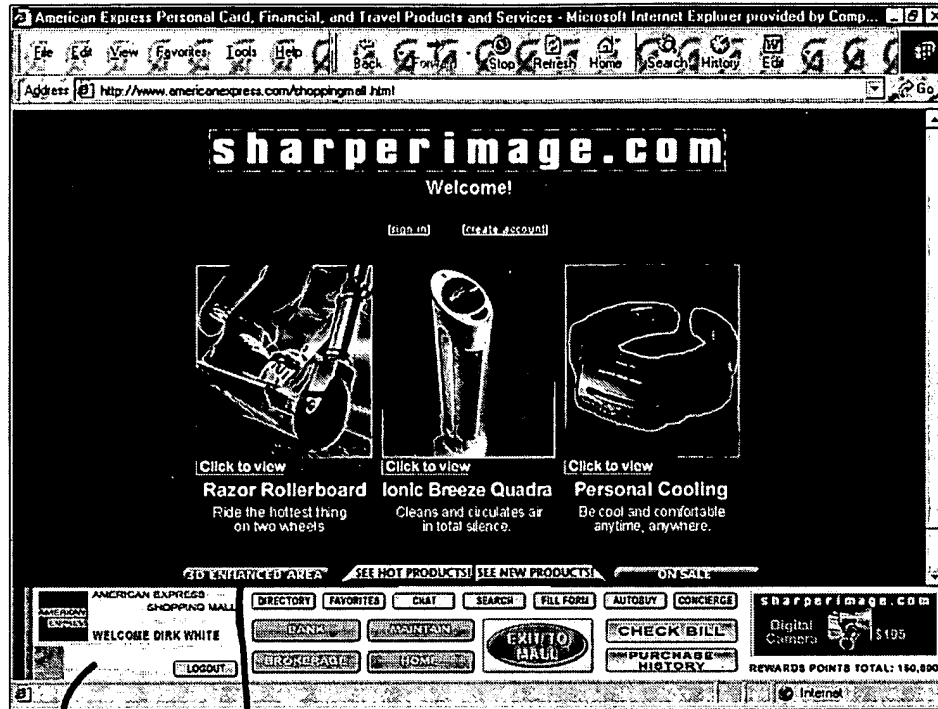 American Express Personal Card, Financial, and Travel Products and Services - Microsoft Internet Explorer provided by Comp...
File Edit View Favorites Tools Help Back Forward Stop Refresh Home Search History Edit
Address http://www.americanexpress.com/shoppingmall.html Go
sharperimage.com
Welcome!
[sign in] [create account]
Click to view Click to view Click to view
Razor Rollerboard Ionic Breeze Quadra Personal Cooling
Ride the hottest thing Cleans and circulates air Be cool and comfortable
on two wheels in total silence. anytime, anywhere.
3D ENHANCED AREA SEE HOT PRODUCTS! SEE NEW PRODUCTS! ON SALE
AMERICAN EXPRESS
SHOPPING MALL
AMERICAN
EXPRESS
WELCOME DIRK WHITE
LOGOUT
DIRECTORY FAVORITES CHAT SEARCH FILL FORM AUTOBUY CONCIERGE
BANK MAINTAIN EXIT TO MALL CHECK BILL
BROKERAGE HOME PURCHASE HISTORY
sharperimage.com
Digital
Camera $195
REWARDS POINTS TOTAL:
Internet